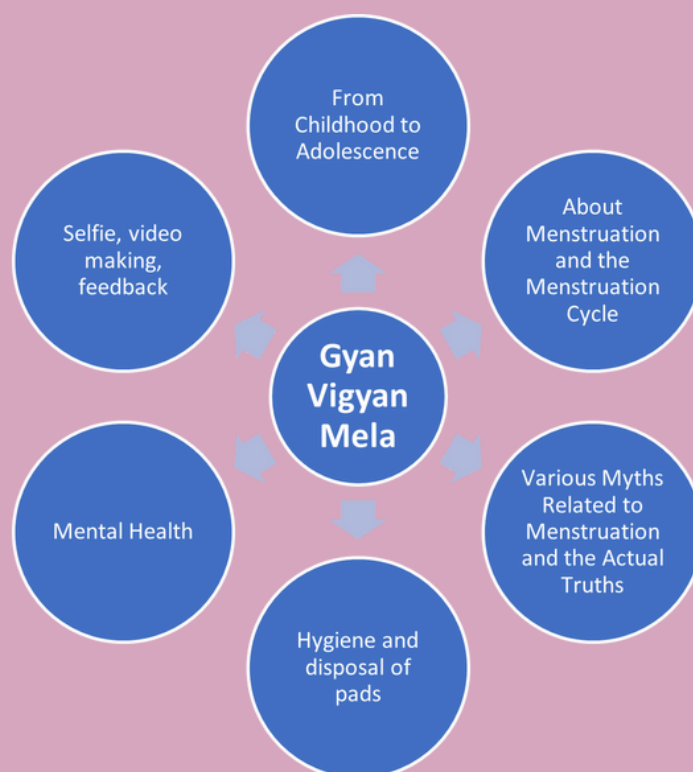 From
Childhood to
Adolescence
Selfie, video
making,
feedback
About
Menstruation
and the
Menstruation
Cycle
Gyan
Vigyan
Mela
Mental Health
Various Myths
Related to
Menstruation
and the Actual
Truths
Hygiene and
disposal of
pads